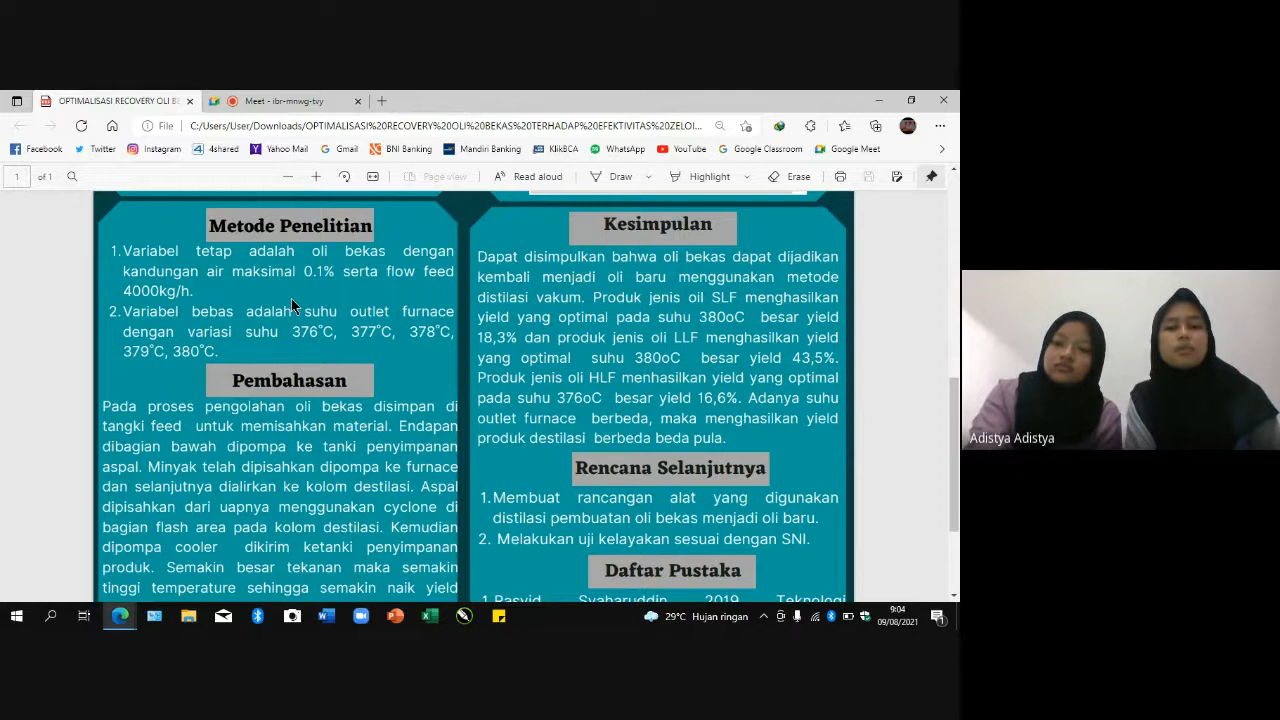 OPTIMALISASI RECOVERY OLI BE
Meet - ibr-mnwg-tvy
File
C:/Users/User/Downloads/OPTIMALISASI%20RECOVERY%20OLI%20BEKAS%20TERHADAP%20EFEKTIVITAS%20ZELOI...
Facebook
Twitter
Instagram
4shared
Yahoo Mail
Gmail
BNI Banking
Mandiri Banking
KlikBCA
WhatsApp
YouTube
Google Classroom
Google Meet
1
of 1
Page view
Read aloud
Draw
Highlight
Erase
Metode Penelitian
1.Variabel tetap adalah oli bekas dengan
kandungan air maksimal 0.1% serta flow feed
4000kg/h.
2.Variabel bebas adalah suhu outlet furnace
dengan variasi suhu 376°C, 377°C, 378°C,
379°C, 380°C.
Pembahasan
Pada proses pengolahan oli bekas disimpan di
tangki feed untuk memisahkan material. Endapan
dibagian bawah dipompa ke tanki penyimpanan
aspal. Minyak telah dipisahkan dipompa ke furnace
dan selanjutnya dialirkan ke kolom destilasi. Aspal
dipisahkan dari uapnya menggunakan cyclone di
bagian flash area pada kolom destilasi. Kemudian
dipompa cooler dikirim ketanki penyimpanan
produk. Semakin besar tekanan maka semakin
tinggi temperature sehingga semakin naik yield
Kesimpulan
Dapat disimpulkan bahwa oli bekas dapat dijadikan
kembali menjadi oli baru menggunakan metode
distilasi vakum. Produk jenis oil SLF menghasilkan
yield yang optimal pada suhu 380oC besar yield
18,3% dan produk jenis oli LLF menghasilkan yield
yang optimal suhu 380oC besar yield 43,5%.
Produk jenis oli HLF menhasilkan yield yang optimal
pada suhu 376oC besar yield 16,6%. Adanya suhu
outlet furnace berbeda, maka menghasilkan yield
produk destilasi berbeda beda pula.
Rencana Selanjutnya
1.Membuat rancangan alat yang digunakan
distilasi pembuatan oli bekas menjadi oli baru.
2. Melakukan uji kelayakan sesuai dengan SNI.
Daftar Pustaka
1.Rasyid Syaharuddin 2019 Teknologi
Adistya Adistya
29°C Hujan ringan
9:04
09/08/2021
1